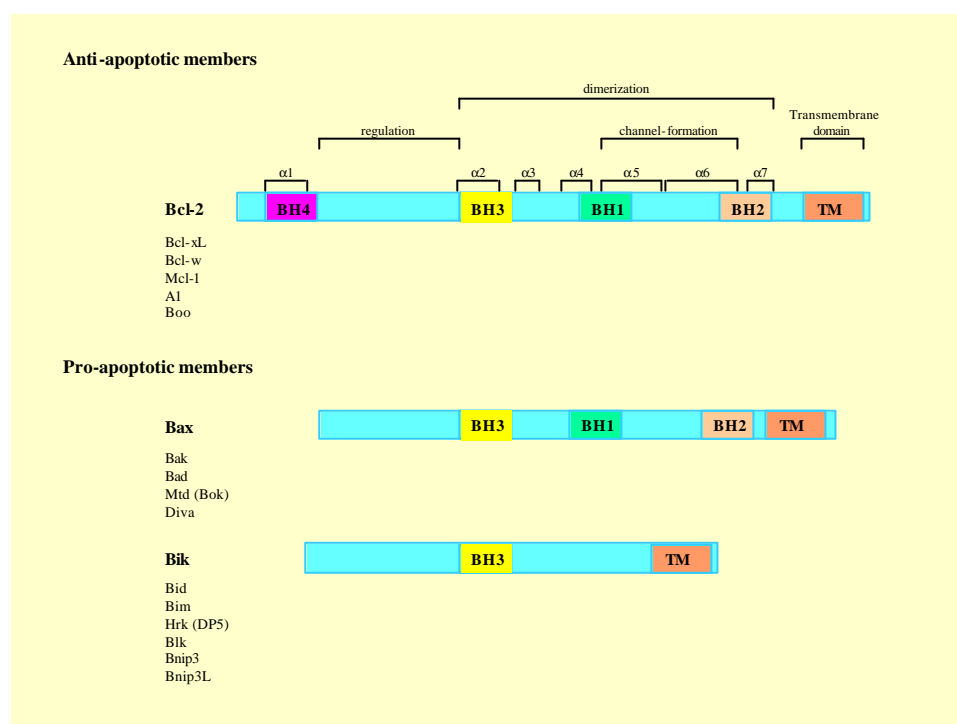 Anti-apoptotic members
dimerization
Transmembrane
regulation channel-formation domain
α1 α2 α3 α4 α5 α6 α7
Bcl-2 BH4 BH3 BH1 BH2 TM
Bcl-xL
Bcl-w
Mcl-1
A1
Boo
Pro-apoptotic members
Bax BH3 BH1 BH2 TM
Bak
Bad
Mtd (Bok)
Diva
Bik BH3 TM
Bid
Bim
Hrk (DP5)
Blk
Bnip3
Bnip3L